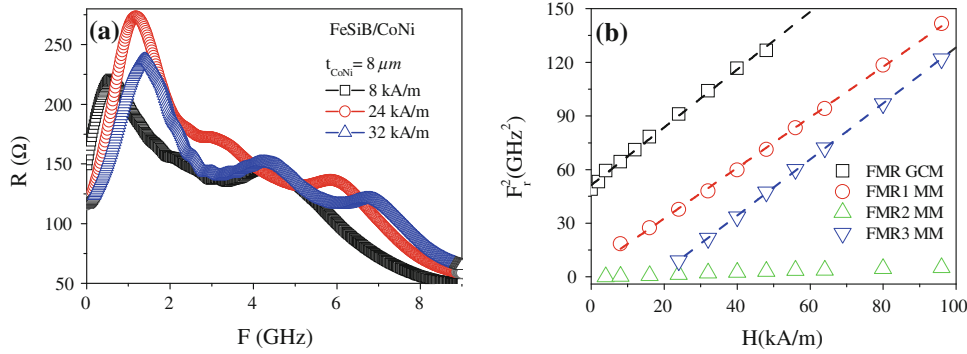 (a)
FeSiB/CoNi
t_CoNi = 8 μm
8 kA/m
24 kA/m
32 kA/m
R (Ω)
250
200
150
100
50
0 2 4 6 8
F (GHz)
(b)
F_r^2 (GHz^2)
150
120
90
60
30
0
FMR GCM
FMR1 MM
FMR2 MM
FMR3 MM
0 20 40 60 80 100
H(kA/m)